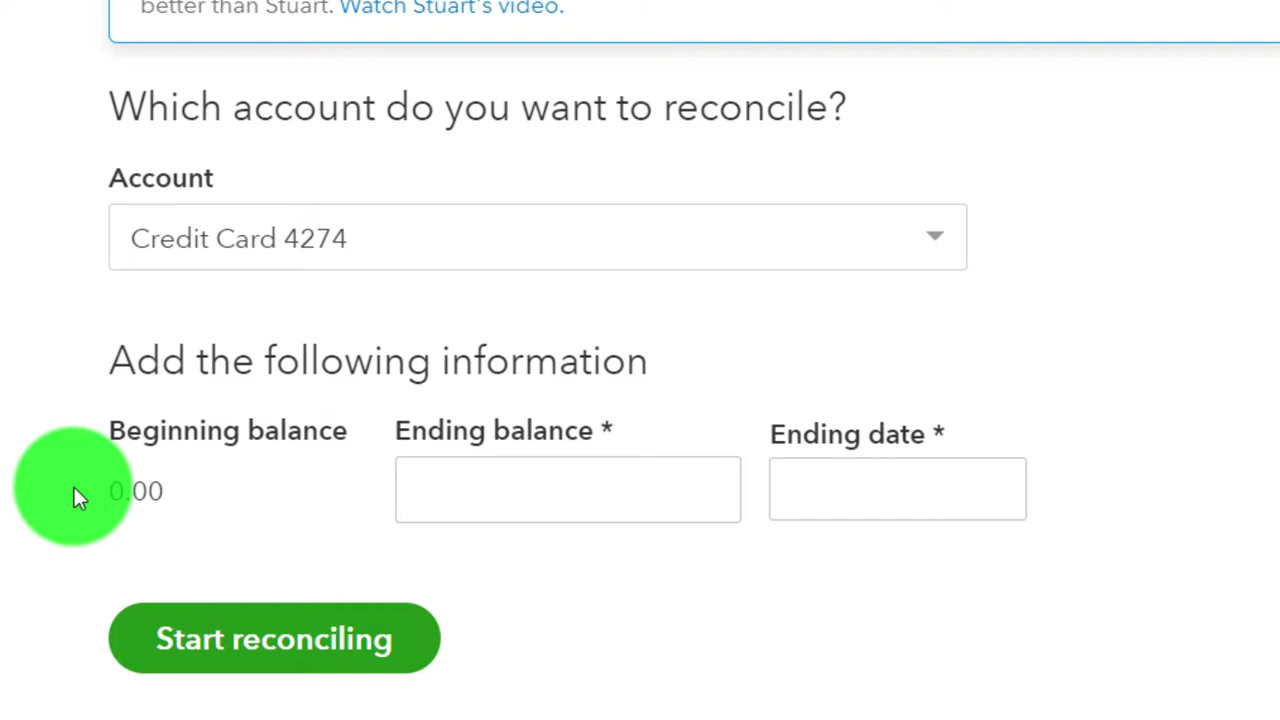 better than Stuart. Watch Stuart's video.
Which account do you want to reconcile?
Account
Credit Card 4274
Add the following information
Beginning balance
Ending balance *
Ending date *
0.00
Start reconciling